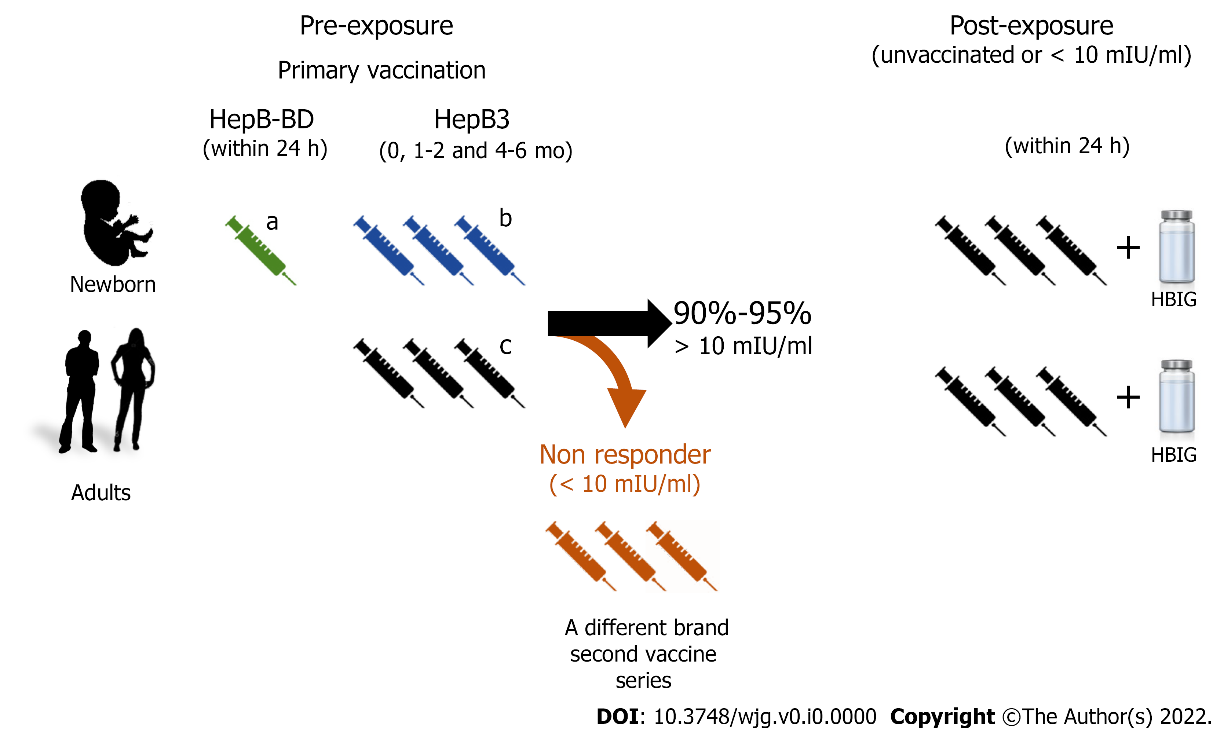 Pre-exposure
Post-exposure
(unvaccinated or < 10 mIU/ml)
Primary vaccination
HepB-BD
(within 24 h)
HepB3
(0, 1-2 and 4-6 mo)
(within 24 h)
a
b
Newborn
HBIG
90%-95%
> 10 mIU/ml
c
HBIG
Adults
Non responder
(< 10 mIU/ml)
A different brand
second vaccine
series
DOI: 10.3748/wjg.v0.i0.0000 Copyright ©The Author(s) 2022.